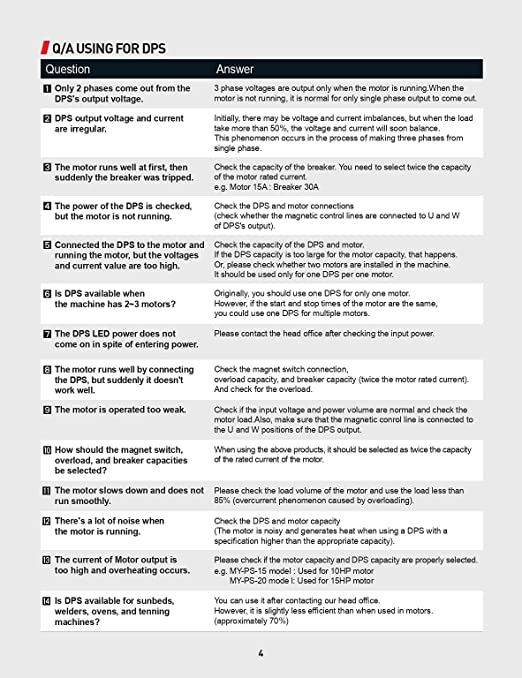 Q/A USING FOR DPS
Question Answer
1 Only 2 phases come out from the
DPS's output voltage.
3 phase voltages are output only when the motor is running.When the
motor is not running, it is normal for only single phase output to come out.
2 DPS output voltage and current
are irregular.
Initially, there may be voltage and current imbalances, but when the load
take more than 50%, the voltage and current will soon balance.
This phenomenon occurs in the process of making three phases from
single phase.
3 The motor runs well at first, then
suddenly the breaker was tripped.
Check the capacity of the breaker. You need to select twice the capacity
of the motor rated current.
e.g. Motor 15A : Breaker 30A
4 The power of the DPS is checked,
but the motor is not running.
Check the DPS and motor connections
(check whether the magnetic control lines are connected to U and W
of DPS's output).
5 Connected the DPS to the motor and
running the motor, but the voltages
and current value are too high.
Check the capacity of the DPS and motor.
If the DPS capacity is too large for the motor capacity, that happens.
Or, please check whether two motors are installed in the machine.
It should be used only for one DPS per one motor.
6 Is DPS available when
the machine has 2~3 motors?
Originally, you should use one DPS for only one motor.
However, if the start and stop times of the motor are the same,
you could use one DPS for multiple motors.
7 The DPS LED power does not
come on in spite of entering power.
Please contact the head office after checking the input power.
8 The motor runs well by connecting
the DPS, but suddenly it doesn't
work well.
Check the magnet switch connection,
overload capacity, and breaker capacity (twice the motor rated current).
And check for the overload.
9 The motor is operated too weak.
Check if the input voltage and power volume are normal and check the
motor load.Also, make sure that the magnetic conrol line is connected to
the U and W positions of the DPS output.
10 How should the magnet switch,
overload, and breaker capacities
be selected?
When using the above products, it should be selected as twice the capacity
of the rated current of the motor.
11 The motor slows down and does not
run smoothly.
Please check the load volume of the motor and use the load less than
85% (overcurrent phenomenon caused by overloading).
12 There's a lot of noise when
the motor is running.
Check the DPS and motor capacity
(The motor is noisy and generates heat when using a DPS with a
specification higher than the appropriate capacity).
13 The current of Motor output is
too high and overheating occurs.
Please check if the motor capacity and DPS capacity are properly selected.
e.g. MY-PS-15 model : Used for 10HP motor
MY-PS-20 mode l: Used for 15HP motor
14 Is DPS available for sunbeds,
welders, ovens, and tenning
machines?
You can use it after contacting our head office.
However, it is slightly less efficient than when used in motors.
(approximately 70%)
4